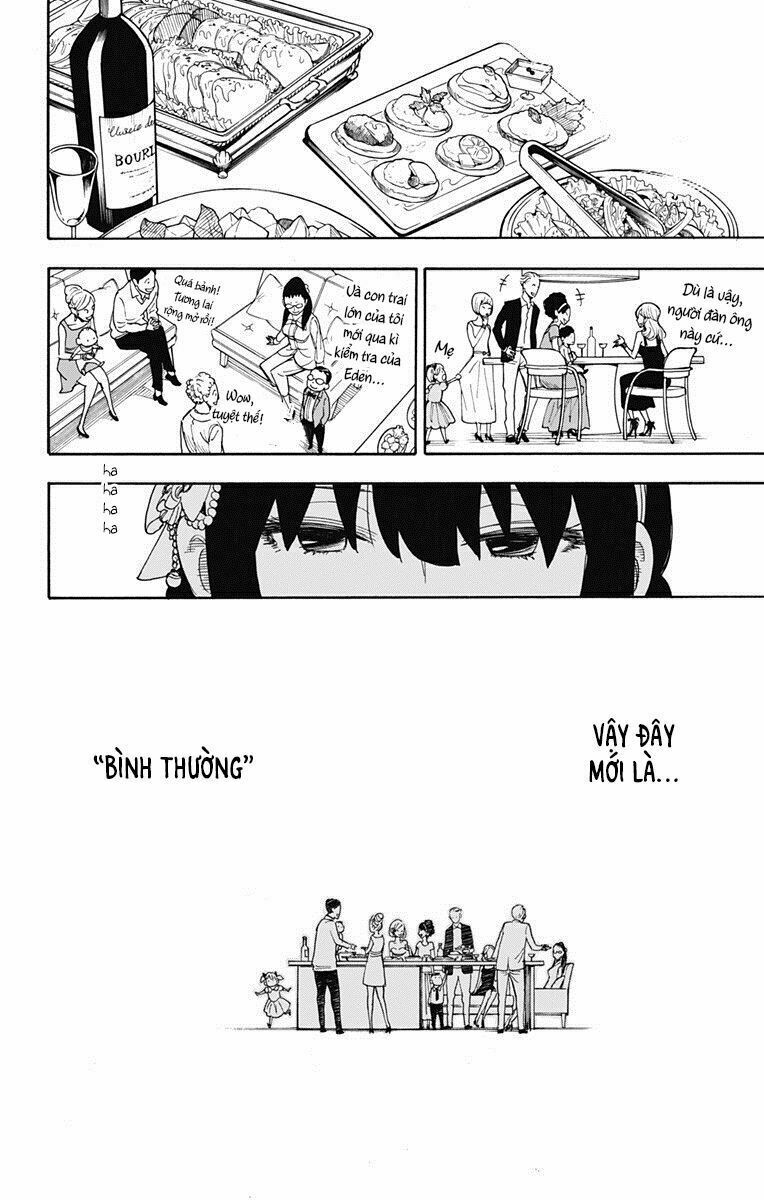 BOURD
Dù là vậy,
người đàn ông
này cứ...
Mẹ
Và con trai
lớn của tôi
mới qua kì
kiểm tra của
Eden...
Quá bảnh!
Tương lai
rộng mở rồi!
Wow,
tuyệt thế!
ha
ha
ha
ha
VẬY ĐÂY
MỚI LÀ...
“BÌNH THƯỜNG”